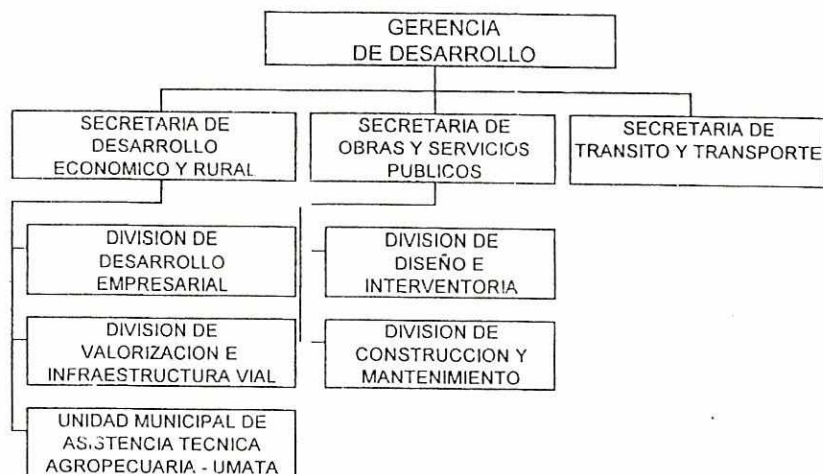 GERENCIA
DE DESARROLLO
SECRETARIA DE
DESARROLLO
ECONOMICO Y RURAL
SECRETARIA DE
OBRAS Y SERVICIOS
PUBLICOS
SECRETARIA DE
TRANSITO Y TRANSPORTE
DIVISION DE
DESARROLLO
EMPRESARIAL
DIVISION DE
DISEÑO E
INTERVENTORIA
DIVISION DE
VALORIZACION E
INFRAESTRUCTURA VIAL
DIVISION DE
CONSTRUCCION Y
MANTENIMIENTO
UNIDAD MUNICIPAL DE
ASISTENCIA TECNICA
AGROPECUARIA - UMATA